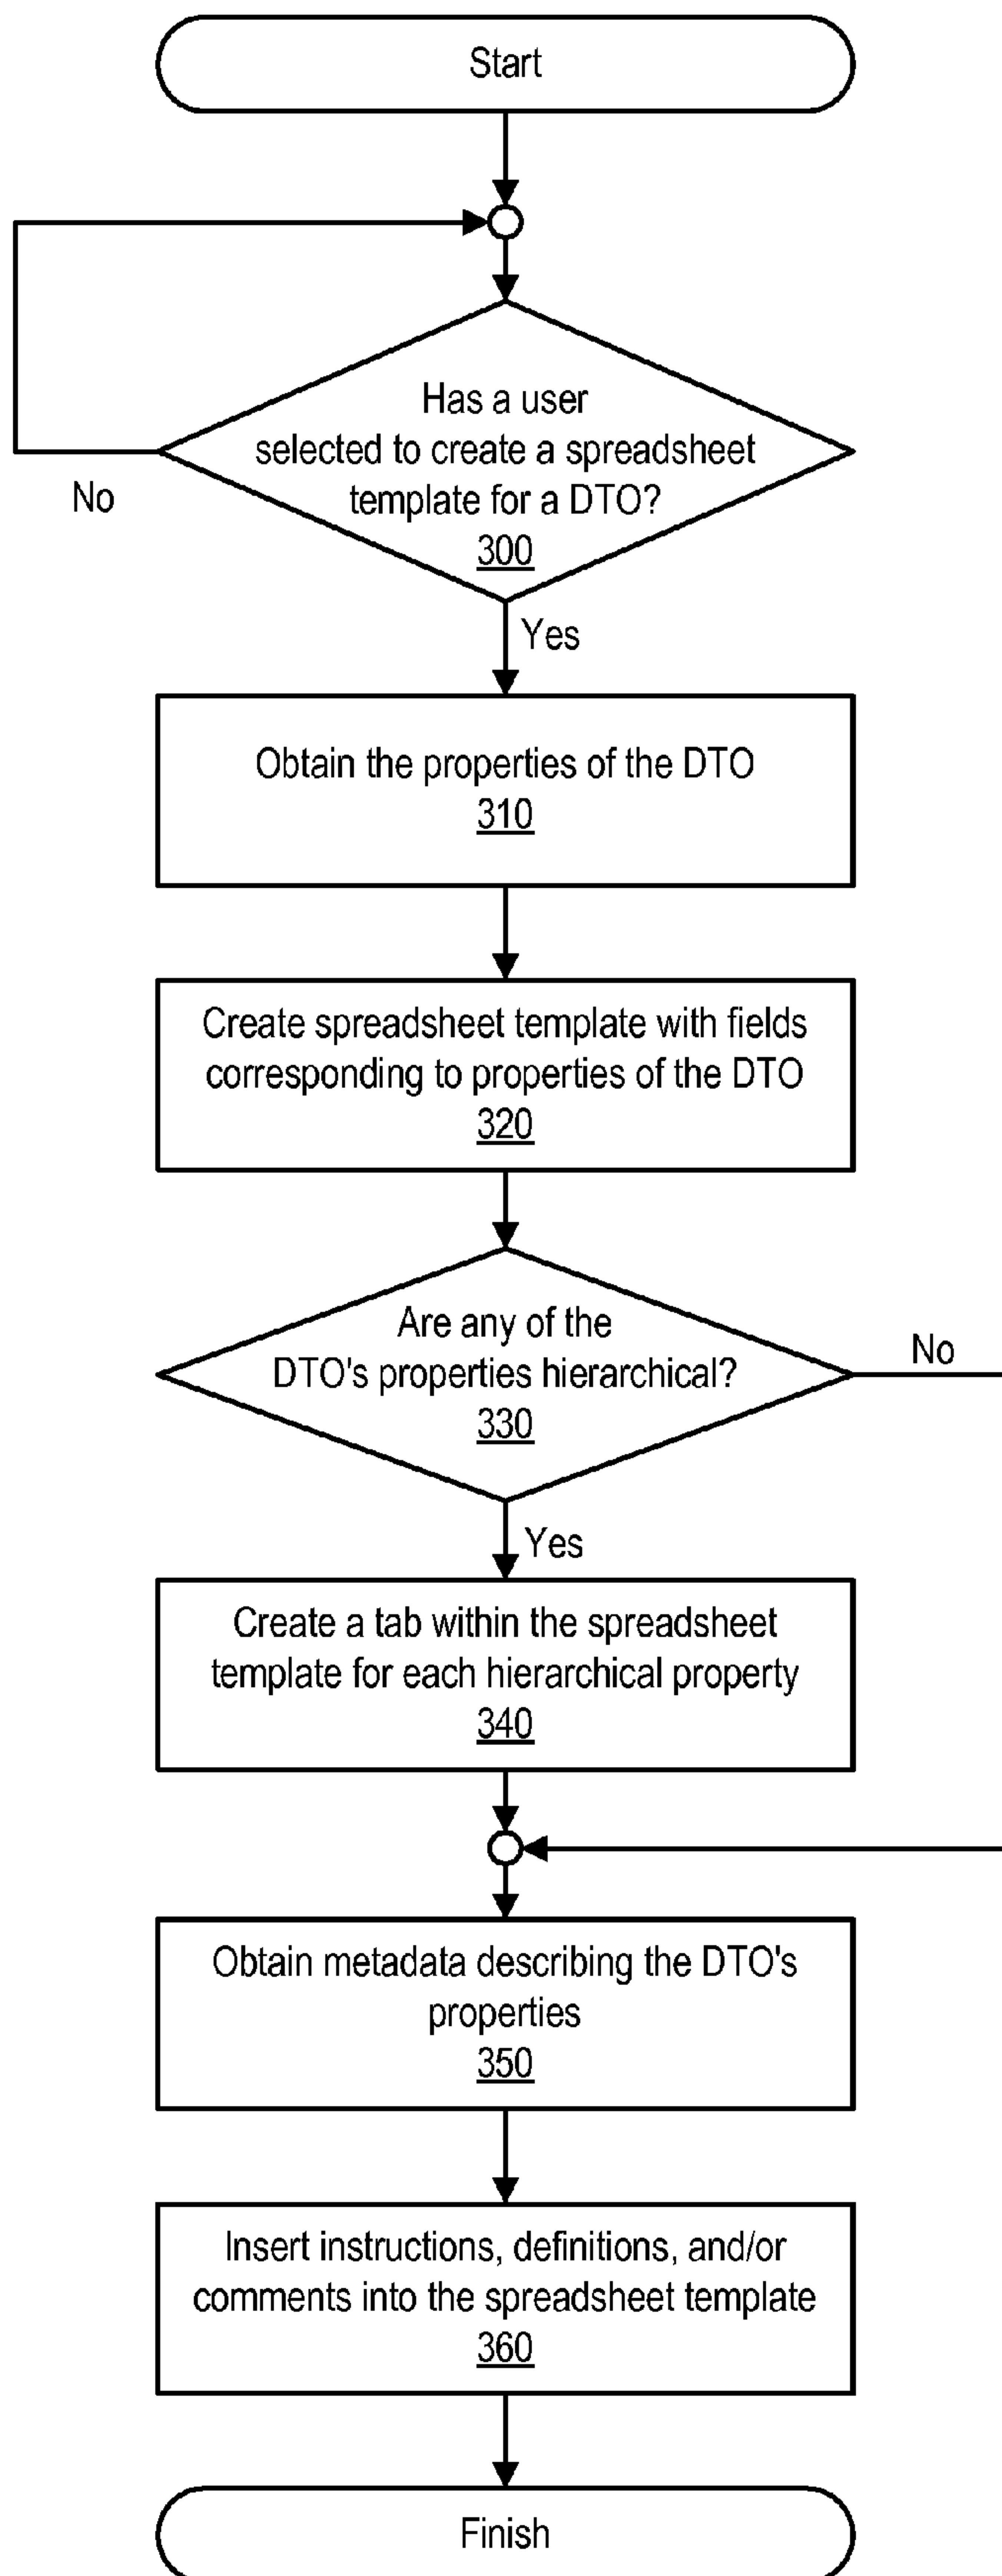 Start
Has a user
selected to create a spreadsheet
template for a DTO?
300
No
Yes
Obtain the properties of the DTO
310
Create spreadsheet template with fields
corresponding to properties of the DTO
320
Are any of the
DTO's properties hierarchical?
330
No
Yes
Create a tab within the spreadsheet
template for each hierarchical property
340
Obtain metadata describing the DTO's
properties
350
Insert instructions, definitions, and/or
comments into the spreadsheet template
360
Finish